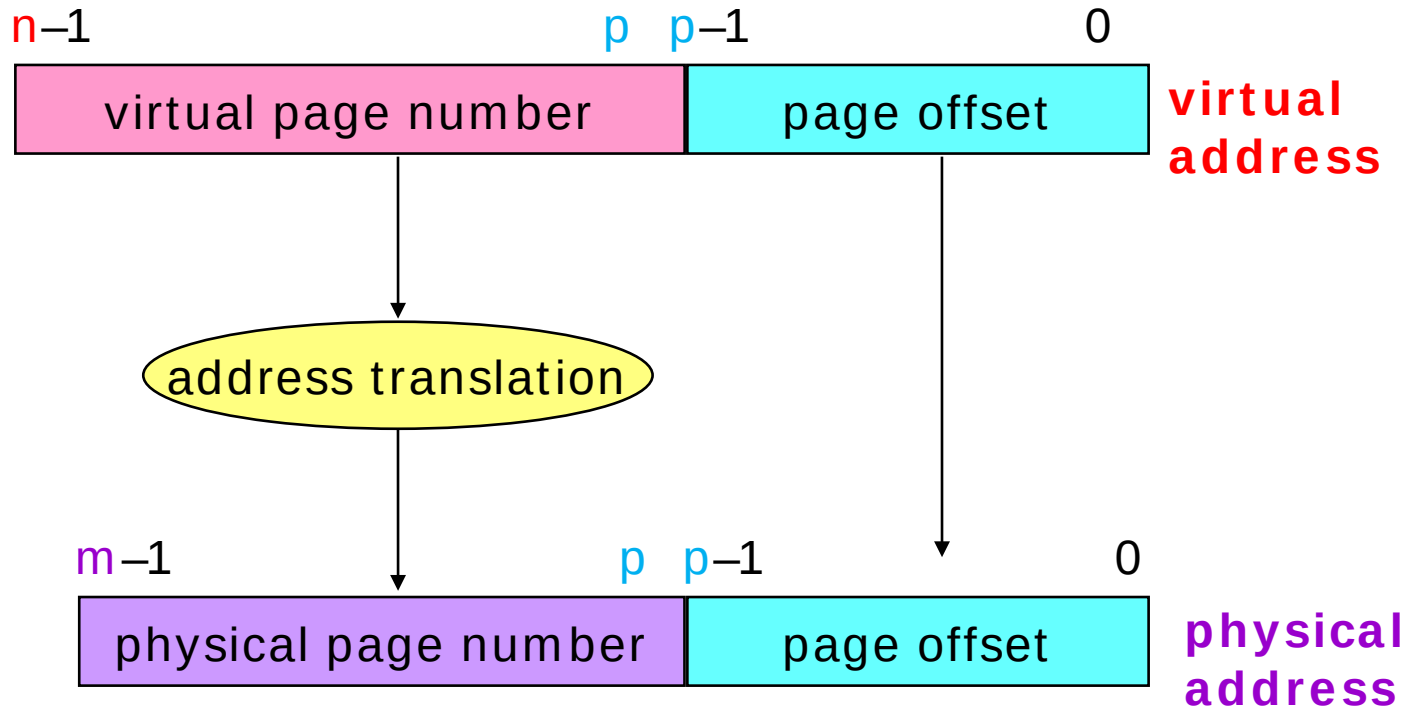 n–1 p p–1 0
virtual page number page offset virtual
address
address translation
m–1 p p–1 0
physical page number page offset physical
address